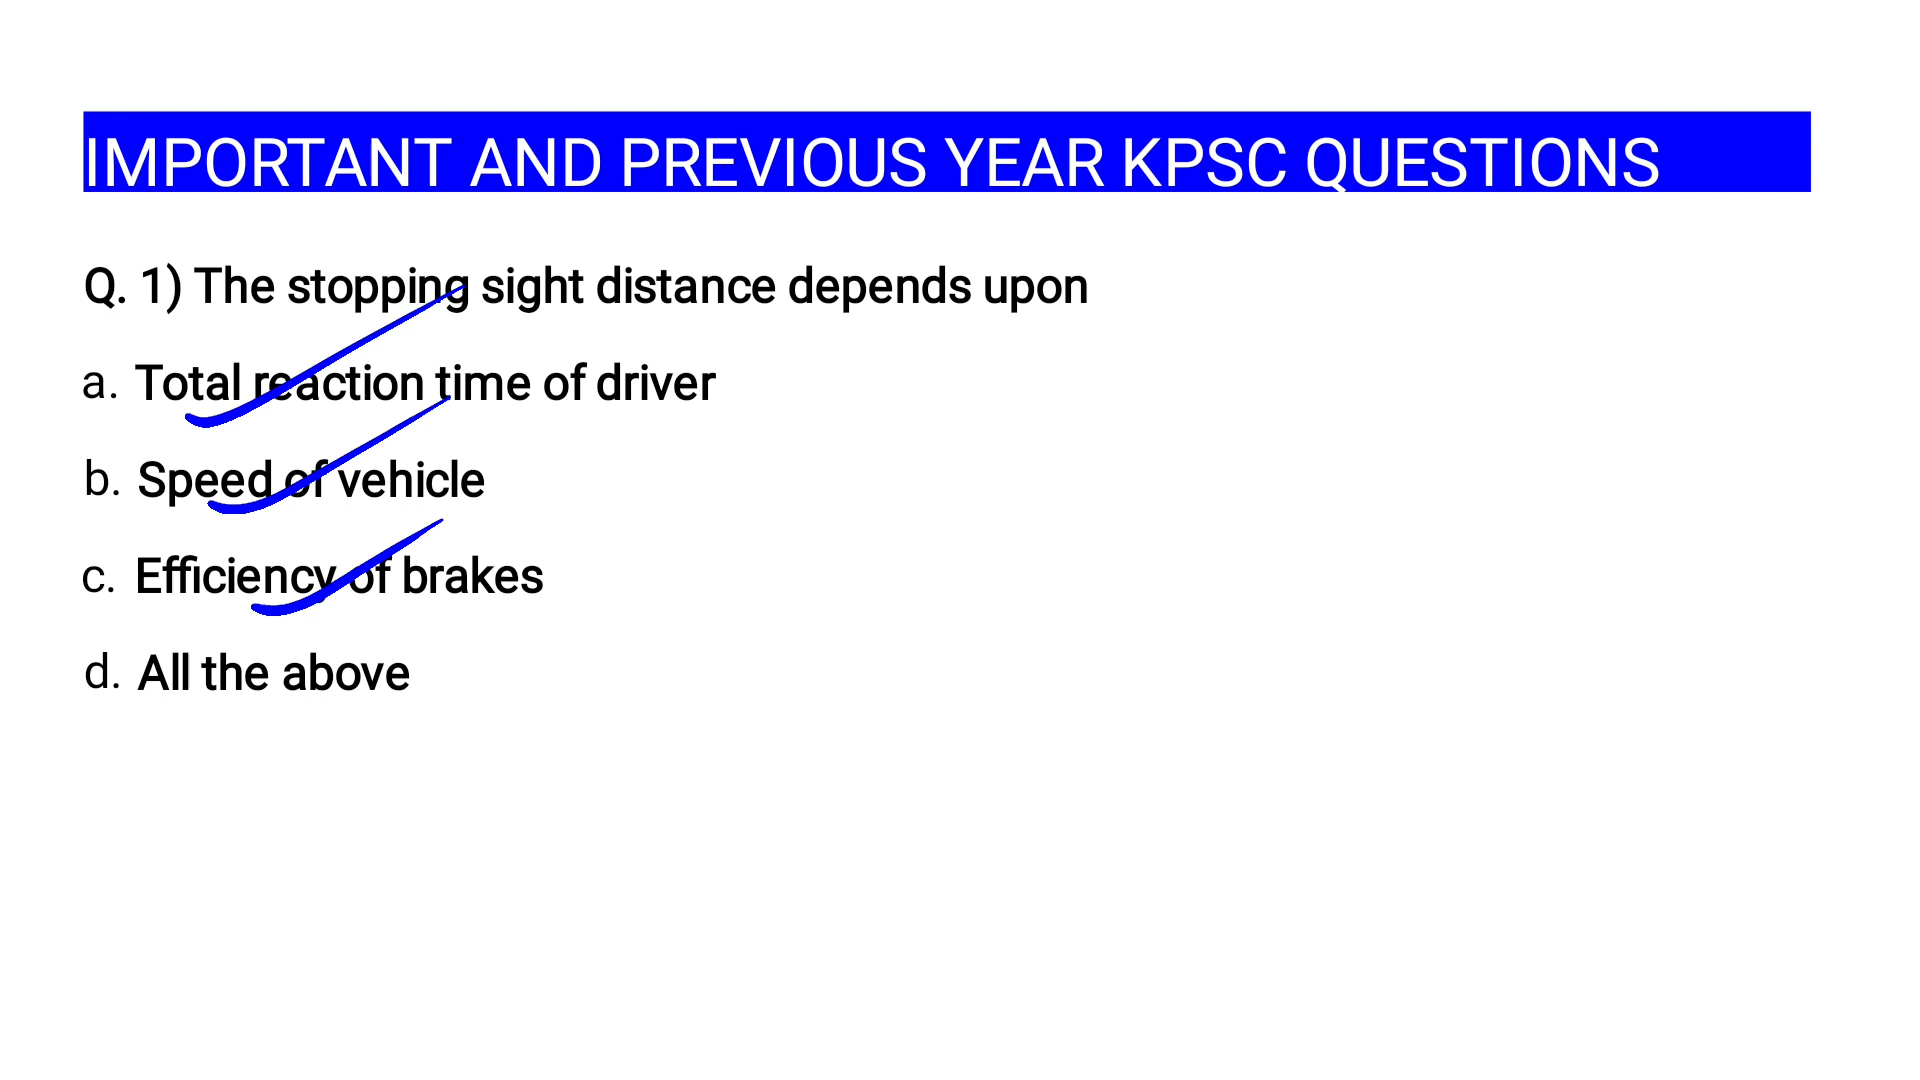 IMPORTANT AND PREVIOUS YEAR KPSC QUESTIONS
Q. 1) The stopping sight distance depends upon
a. Total reaction time of driver
b. Speed of vehicle
c. Efficiency of brakes
d. All the above